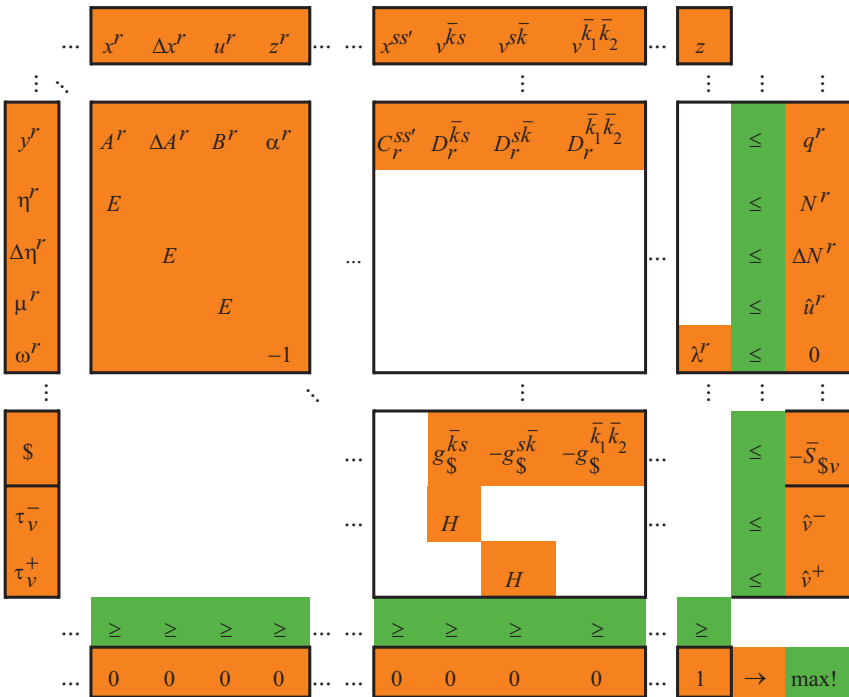 ... x^r Δx^r u^r z^r ... ... x^{ss'} v^{k̄s} v^{sk̄} v^{k̄₁k̄₂} ... z
⋮ ⋱ ⋮ ⋮ ⋮ ⋮
y^r A^r ΔA^r B^r α^r C_r^{ss'} D_r^{k̄s} D_r^{sk̄} D_r^{k̄₁k̄₂} ≤ q^r
η^r E ≤ N^r
Δη^r E ... ... ≤ ΔN^r
μ^r E ≤ û^r
ω^r −1 λ^r ≤ 0
⋮ ⋱ ⋮ ⋮ ⋮ ⋮
$ ... g_$^{k̄s} −g_$^{sk̄} −g_$^{k̄₁k̄₂} ... ≤ −S̄_{$v}
τ_v^− ... H ... ≤ v̂^−
τ_v^+ H ≤ v̂^+
... ≥ ≥ ≥ ≥ ... ... ≥ ≥ ≥ ≥ ... ≥
... 0 0 0 0 ... ... 0 0 0 0 ... 1 → max!